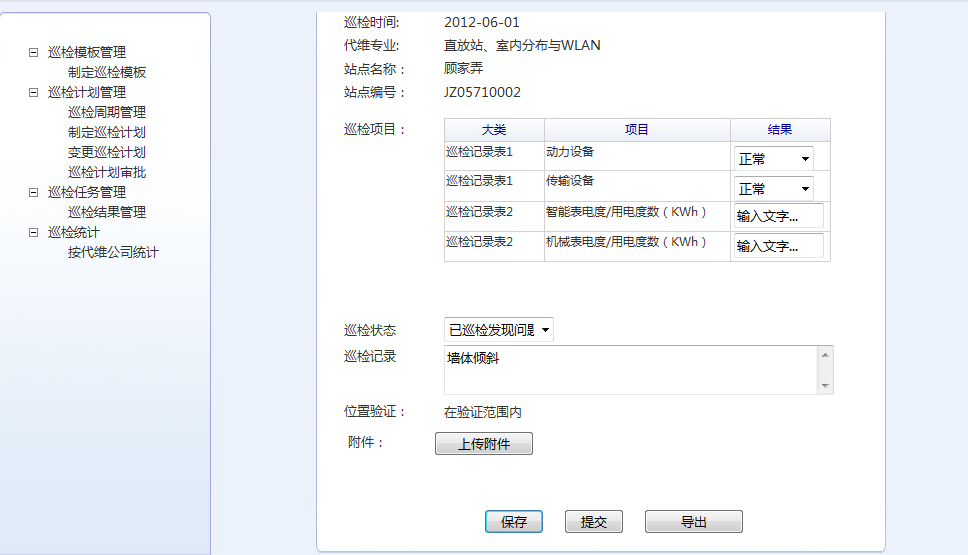 巡检模板管理
制定巡检模板
巡检计划管理
巡检周期管理
制定巡检计划
变更巡检计划
巡检计划审批
巡检任务管理
巡检结果管理
巡检统计
按代维公司统计
巡检时间: 2012-06-01
代维专业: 直放站、室内分布与WLAN
站点名称： 顾家弄
站点编号： JZ05710002
巡检项目： 大类 项目 结果
巡检记录表1 动力设备 正常
巡检记录表1 传输设备 正常
巡检记录表2 智能表电度/用电度数（KWh） 输入文字...
巡检记录表2 机械表电度/用电度数（KWh） 输入文字...
巡检状态 已巡检发现问题
巡检记录 墙体倾斜
位置验证： 在验证范围内
附件： 上传附件
保存 提交 导出